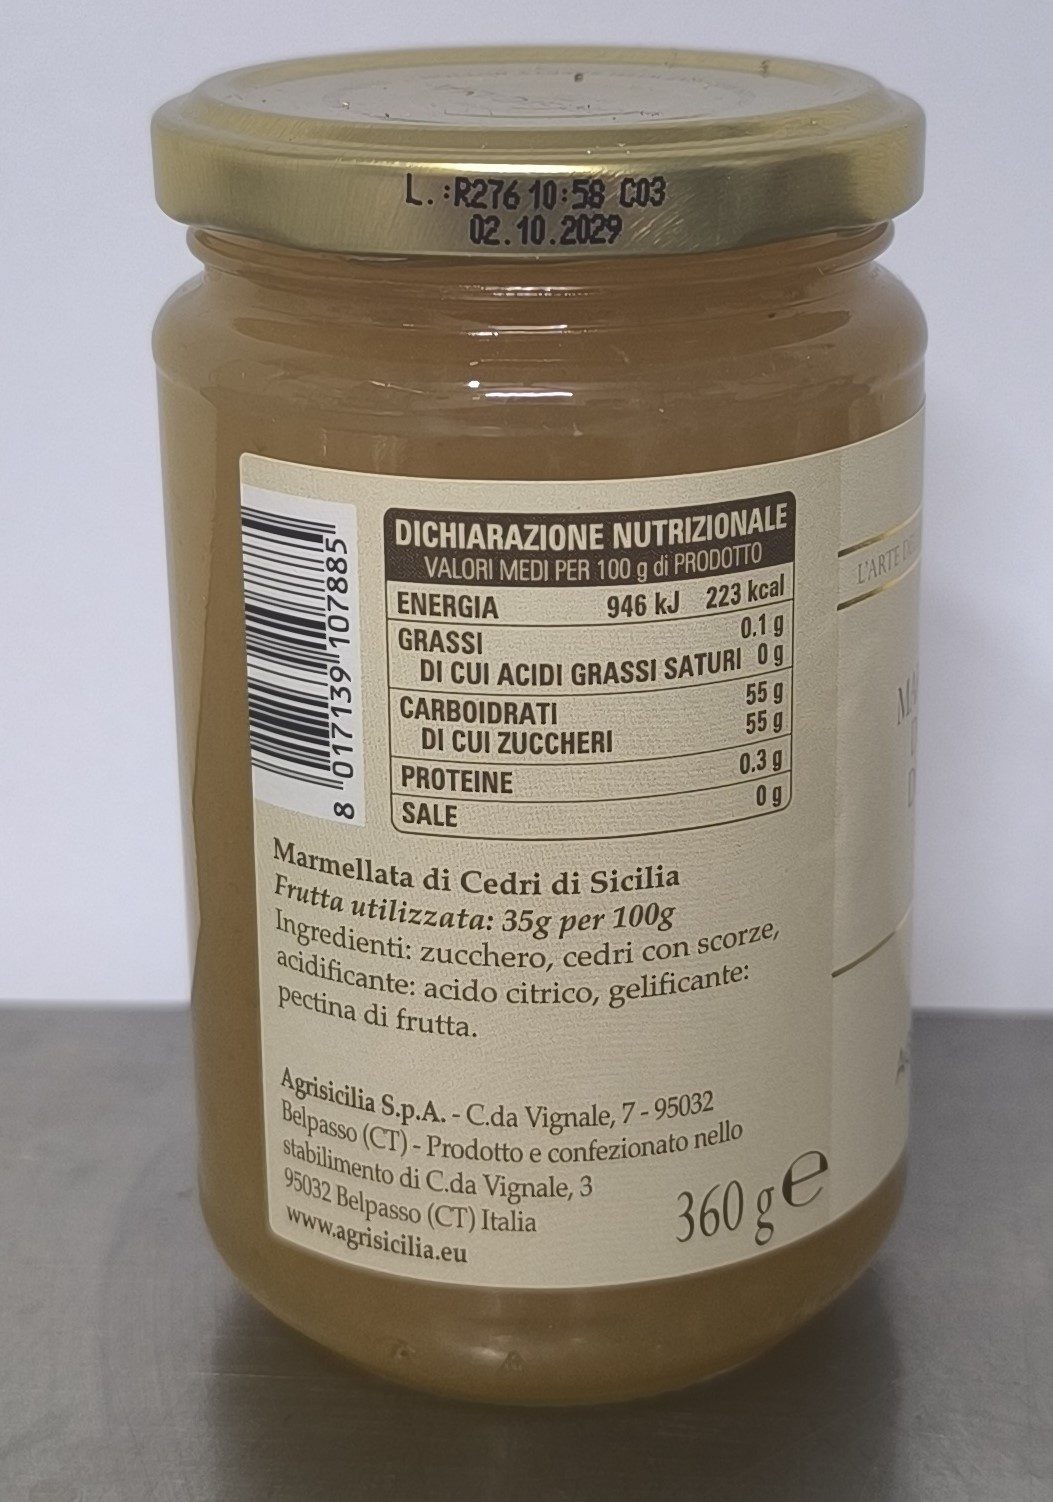 L.:R276 10:58 C03
02.10.2029
8 017139 107885
DICHIARAZIONE NUTRIZIONALE
VALORI MEDI PER 100 g di PRODOTTO
ENERGIA 946 kJ 223 kcal
GRASSI 0.1 g
DI CUI ACIDI GRASSI SATURI 0 g
CARBOIDRATI 55 g
DI CUI ZUCCHERI 55 g
PROTEINE 0.3 g
SALE 0 g
Marmellata di Cedri di Sicilia
Frutta utilizzata: 35g per 100g
Ingredienti: zucchero, cedri con scorze,
acidificante: acido citrico, gelificante:
pectina di frutta.
Agrisicilia S.p.A. - C.da Vignale, 7 - 95032
Belpasso (CT) - Prodotto e confezionato nello
stabilimento di C.da Vignale, 3
95032 Belpasso (CT) Italia
www.agrisicilia.eu
360 g e
L'ARTE